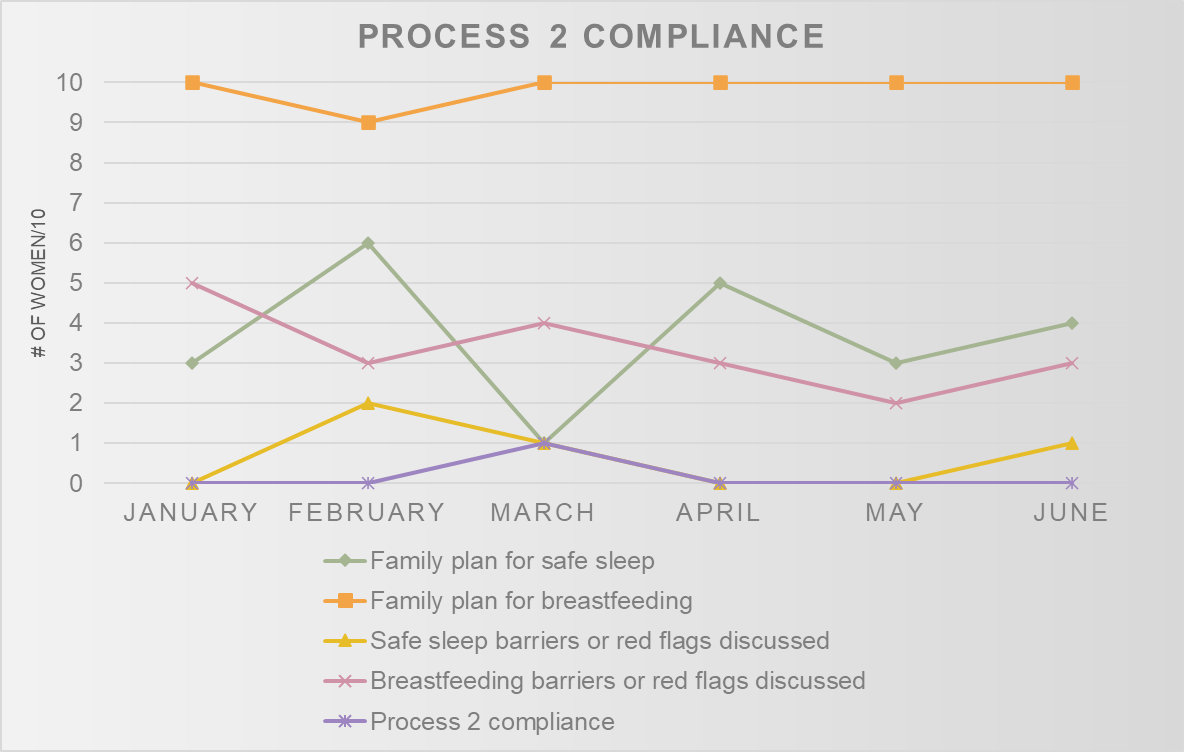 PROCESS 2 COMPLIANCE
# OF WOMEN/10
10
9
8
7
6
5
4
3
2
1
0
JANUARY FEBRUARY MARCH APRIL MAY JUNE
Family plan for safe sleep
Family plan for breastfeeding
Safe sleep barriers or red flags discussed
Breastfeeding barriers or red flags discussed
Process 2 compliance